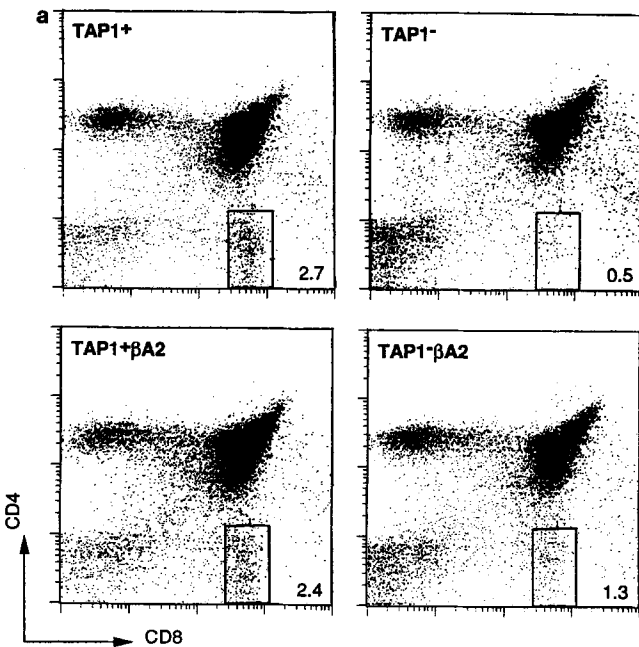 a
TAP1⁺
TAP1⁻
2.7
0.5
TAP1⁺βA2
TAP1⁻βA2
2.4
1.3
CD4
CD8